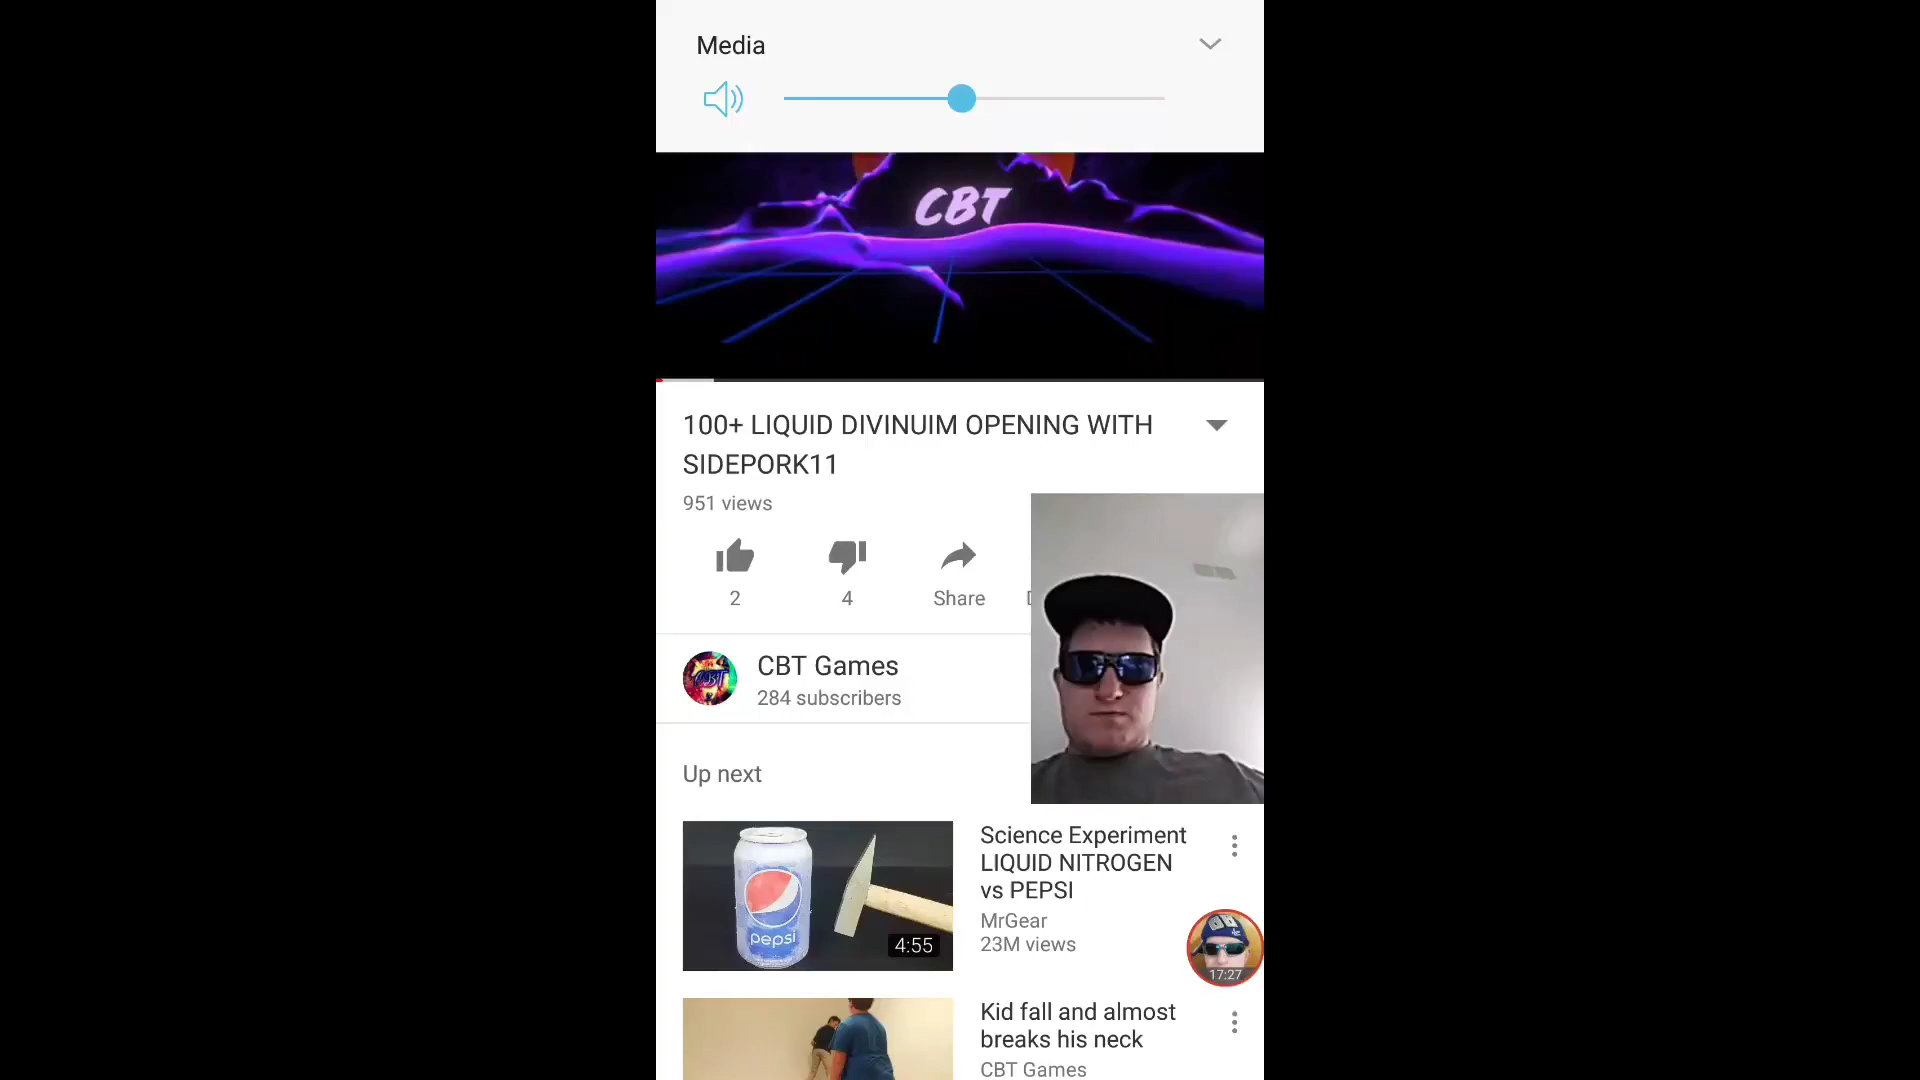 Media
CBT
100+ LIQUID DIVINUIM OPENING WITH
SIDEPORK11
951 views
2
4
Share
CBT
CBT Games
284 subscribers
Up next
pepsi
4:55
Science Experiment
LIQUID NITROGEN
vs PEPSI
MrGear
23M views
17:27
Kid fall and almost
breaks his neck
CBT Games